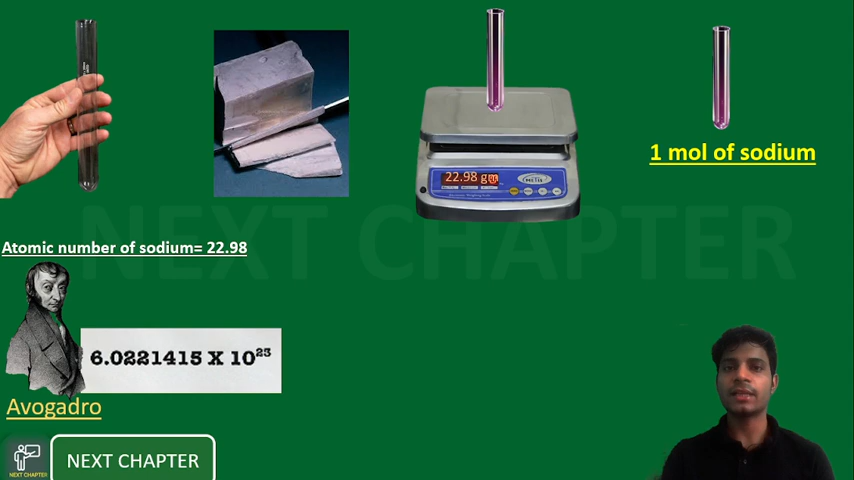 22.98 g
1 mol of sodium
NEXT CHAPTER
Atomic number of sodium= 22.98
6.0221415 X 10²³
Avogadro
NEXT CHAPTER
NEXT CHAPTER